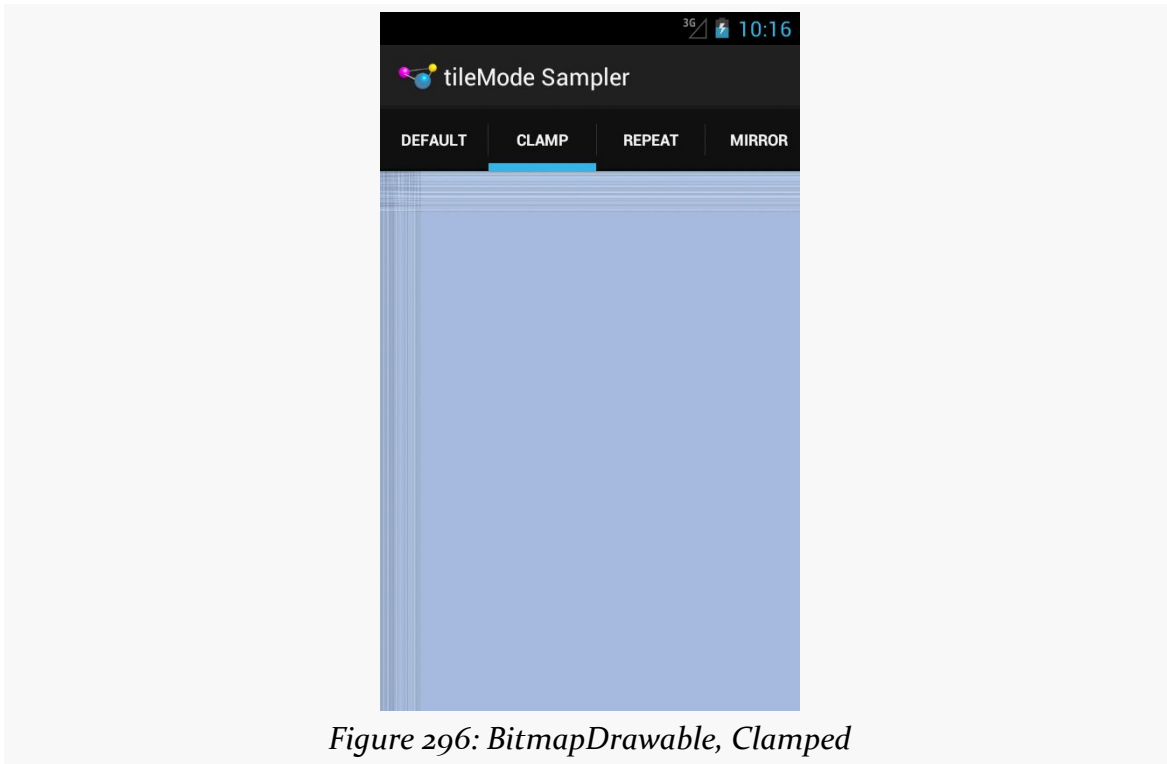 3G 10:16
tileMode Sampler
DEFAULT CLAMP REPEAT MIRROR
Figure 296: BitmapDrawable, Clamped